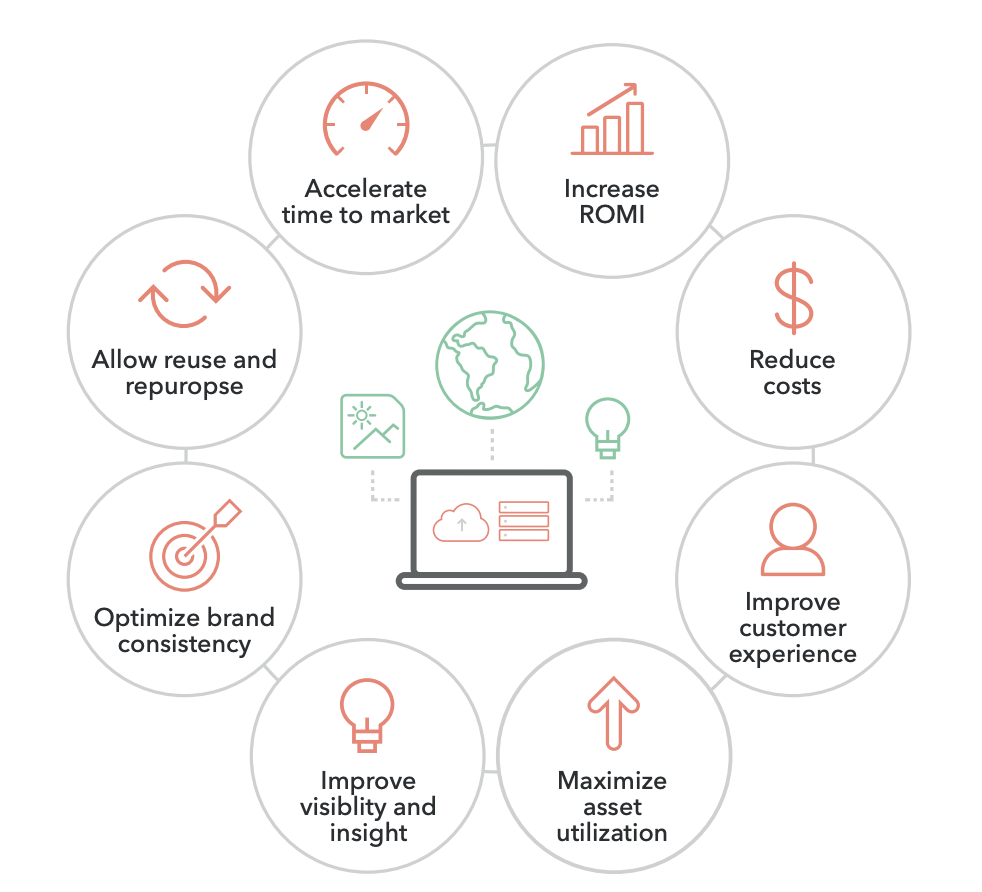 Accelerate
time to market
Increase
ROMI
Reduce
costs
Improve
customer
experience
Maximize
asset
utilization
Improve
visiblity and
insight
Optimize brand
consistency
Allow reuse and
repuropse